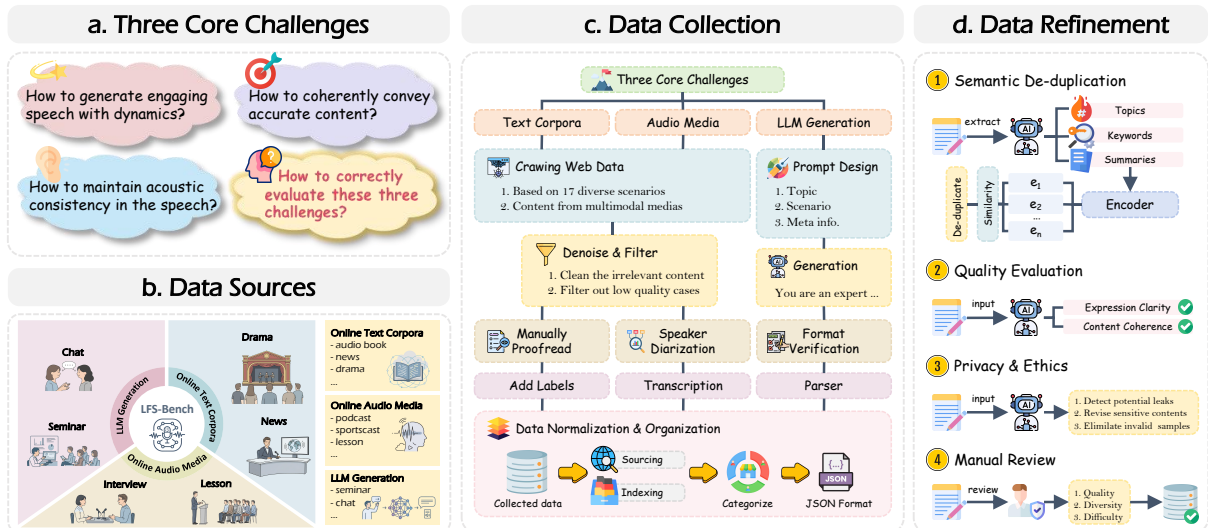 a. Three Core Challenges
How to generate engaging
speech with dynamics?
How to coherently convey
accurate content?
How to maintain acoustic
consistency in the speech?
How to correctly
evaluate these three
challenges?
b. Data Sources
Chat
Drama
Seminar
News
Interview
Lesson
LLM Generation
Online Text Corpora
Online Audio Media
LFS-Bench
Online Text Corpora
- audio book
- news
- drama
...
Online Audio Media
- podcast
- sportscast
- lesson
...
LLM Generation
- seminar
- chat
...
c. Data Collection
Three Core Challenges
Text Corpora
Audio Media
LLM Generation
Crawing Web Data
1. Based on 17 diverse scenarios
2. Content from multimodal medias
Prompt Design
1. Topic
2. Scenario
3. Meta info.
Denoise & Filter
1. Clean the irrelevant content
2. Filter out low quality cases
AI
Generation
You are an expert ...
Manually
Proofread
Speaker
Diarization
Format
Verification
Add Labels
Transcription
Parser
Data Normalization & Organization
Collected data
Sourcing
Indexing
Categorize
{...}
JSON
JSON Format
d. Data Refinement
1 Semantic De-duplication
extract
AI
#
Topics
Keywords
Summaries
De-duplicate
Similarity
e1
e2
...
en
Encoder
2 Quality Evaluation
input
AI
Expression Clarity
Content Coherence
3 Privacy & Ethics
input
AI
1. Detect potential leaks
2. Revise sensitive contents
3. Elimilate invalid samples
4 Manual Review
review
1. Quality
2. Diversity
3. Difficulty